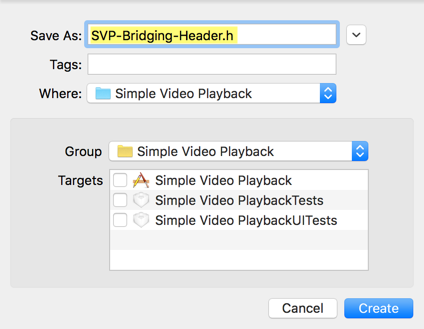 Save As: SVP-Bridging-Header.h
Tags:
Where: Simple Video Playback
Group Simple Video Playback
Targets Simple Video Playback
Simple Video PlaybackTests
Simple Video PlaybackUITests
Cancel Create